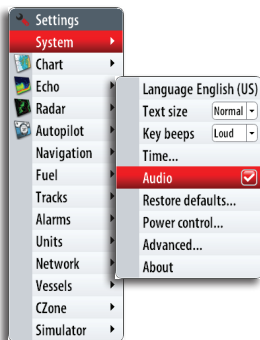 Settings
System
Chart
Echo
Radar
Autopilot
Navigation
Fuel
Tracks
Alarms
Units
Network
Vessels
CZone
Simulator
Language English (US)
Text size Normal
Key beeps Loud
Time...
Audio
Restore defaults...
Power control...
Advanced...
About